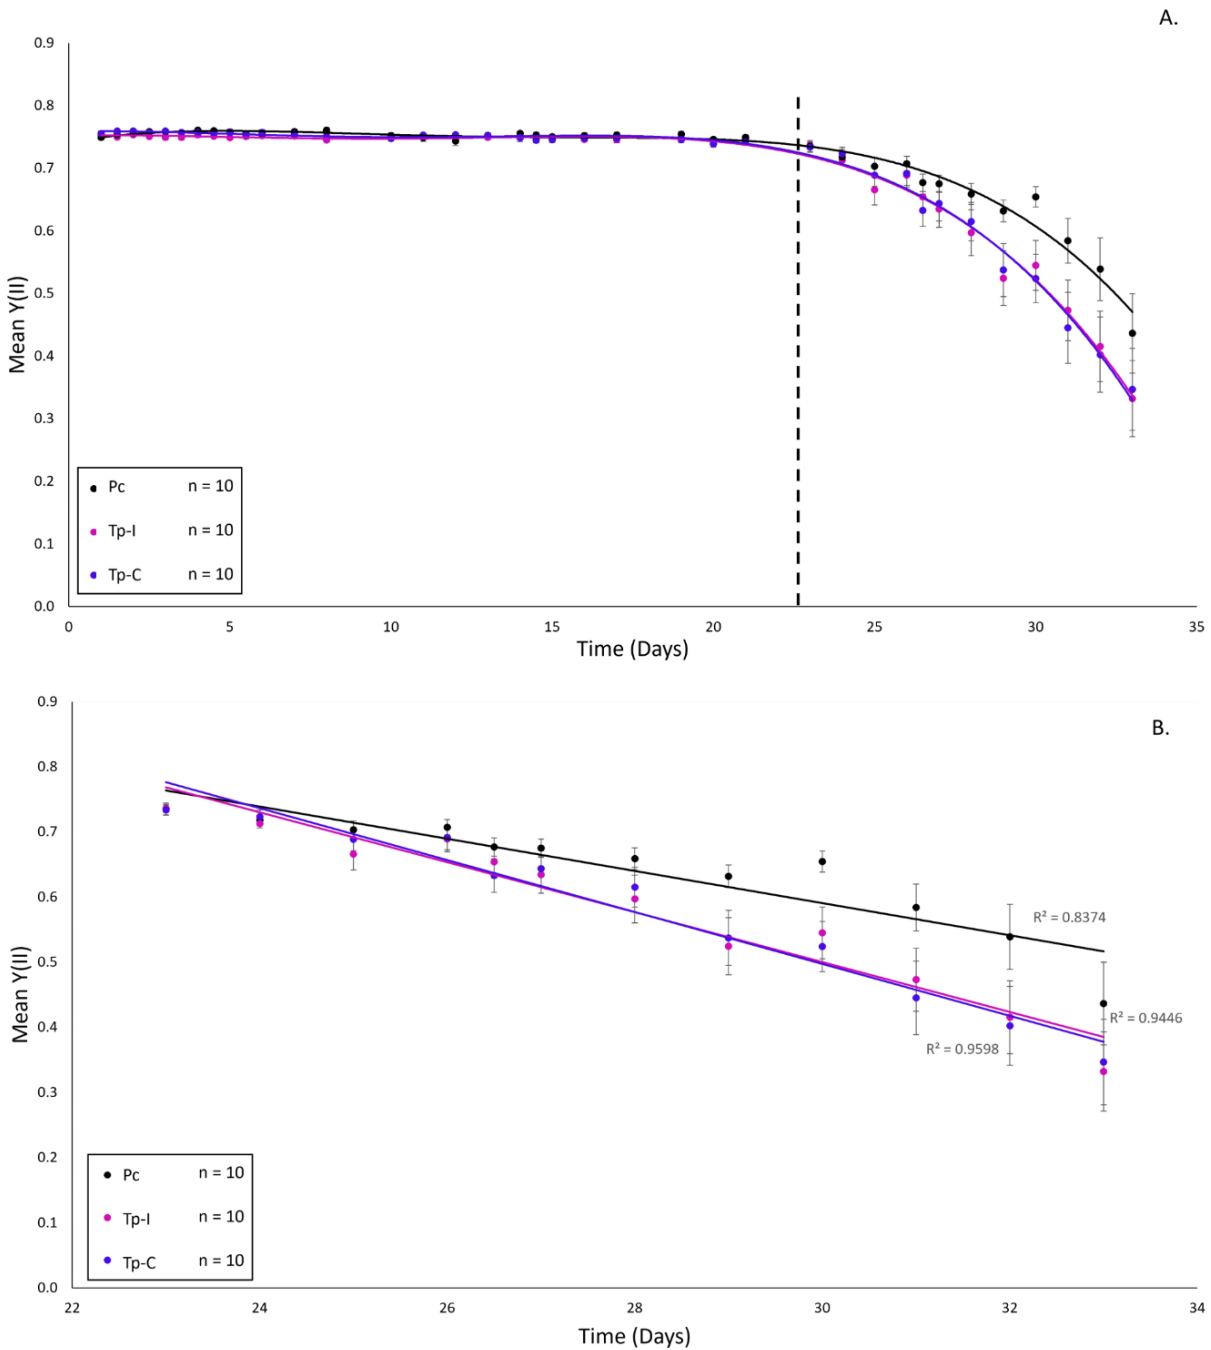 A.
0.9
0.8
0.7
0.6
0.5
0.4
0.3
0.2
0.1
0.0
Mean Y(II)
Pc n = 10
Tp-I n = 10
Tp-C n = 10
0 5 10 15 20 25 30 35
Time (Days)
B.
0.9
0.8
0.7
0.6
0.5
0.4
0.3
0.2
0.1
0.0
Mean Y(II)
R² = 0.8374
R² = 0.9446
R² = 0.9598
Pc n = 10
Tp-I n = 10
Tp-C n = 10
22 24 26 28 30 32 34
Time (Days)